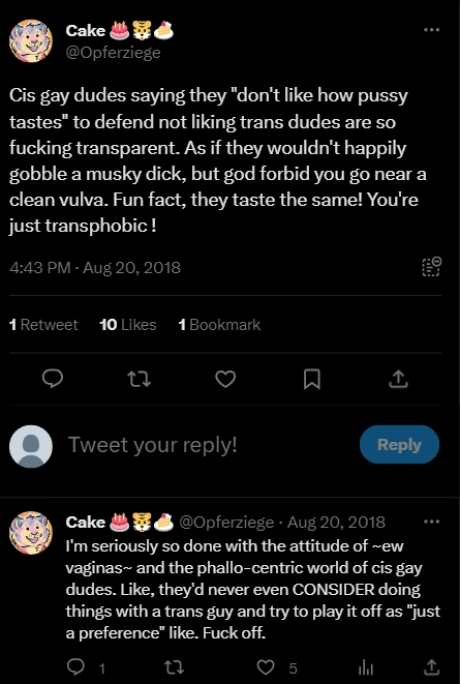 Cake 🎂🐯🍰
@Opferziege
Cis gay dudes saying they "don't like how pussy
tastes" to defend not liking trans dudes are so
fucking transparent. As if they wouldn't happily
gobble a musky dick, but god forbid you go near a
clean vulva. Fun fact, they taste the same! You're
just transphobic !
4:43 PM · Aug 20, 2018
1 Retweet 10 Likes 1 Bookmark
Tweet your reply!
Reply
Cake 🎂🐯🍰 @Opferziege · Aug 20, 2018
I'm seriously so done with the attitude of ~ew
vaginas~ and the phallo-centric world of cis gay
dudes. Like, they'd never even CONSIDER doing
things with a trans guy and try to play it off as "just
a preference" like. Fuck off.
1 5